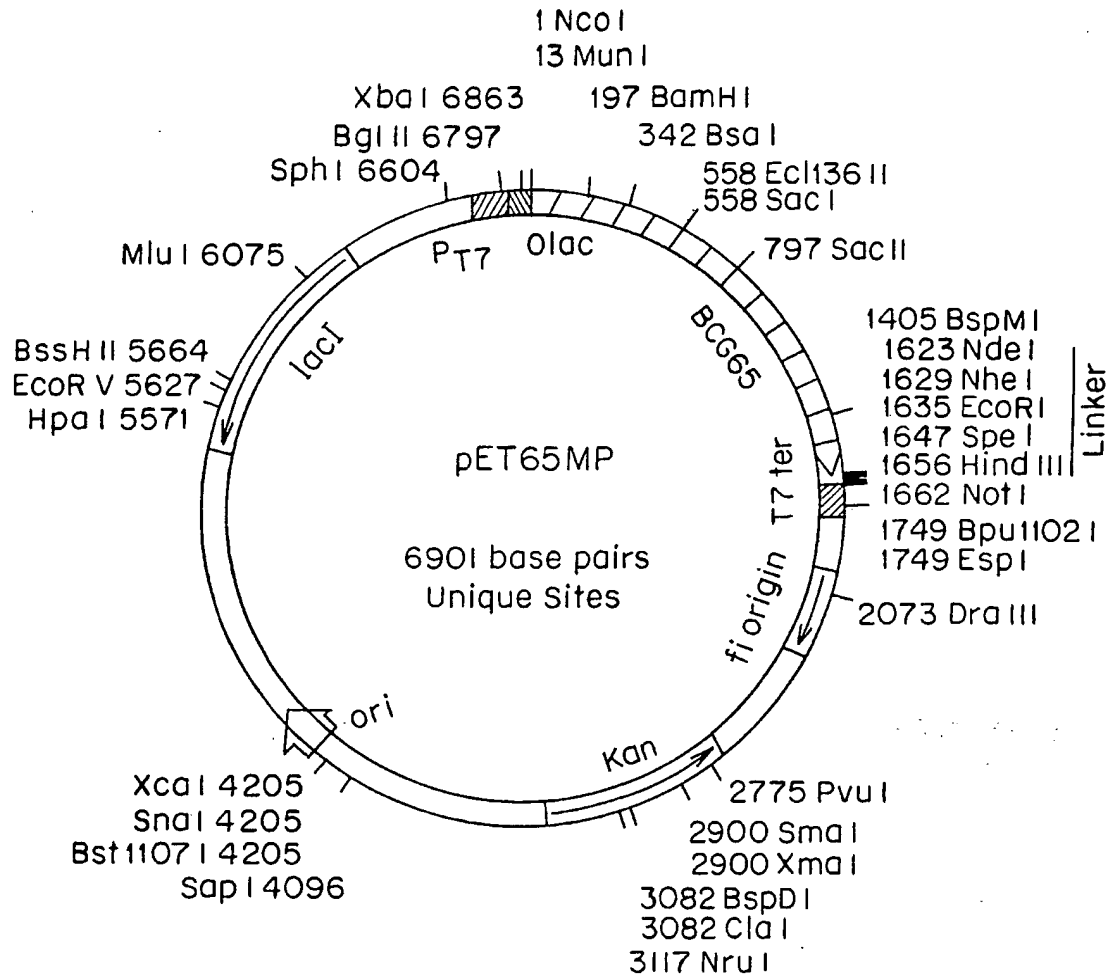 1 Nco I
13 Mun I
Xba I 6863
197 BamH I
Bgl II 6797
342 Bsa I
Sph I 6604
558 Ecl136 II
558 Sac I
PT7
Olac
797 Sac II
Mlu I 6075
lacI
BCG65
BssH II 5664
EcoR V 5627
Hpa I 5571
1405 BspM I
1623 Nde I
1629 Nhe I
1635 EcoR I
1647 Spe I
1656 Hind III
Linker
1662 Not I
1749 Bpu1102 I
1749 Esp I
pET65MP
6901 base pairs
Unique Sites
T7 ter
fi origin
2073 Dra III
ori
Kan
Xca I 4205
Sna I 4205
Bst1107 I 4205
Sap I 4096
2775 Pvu I
2900 Sma I
2900 Xma I
3082 BspD I
3082 Cla I
3117 Nru I